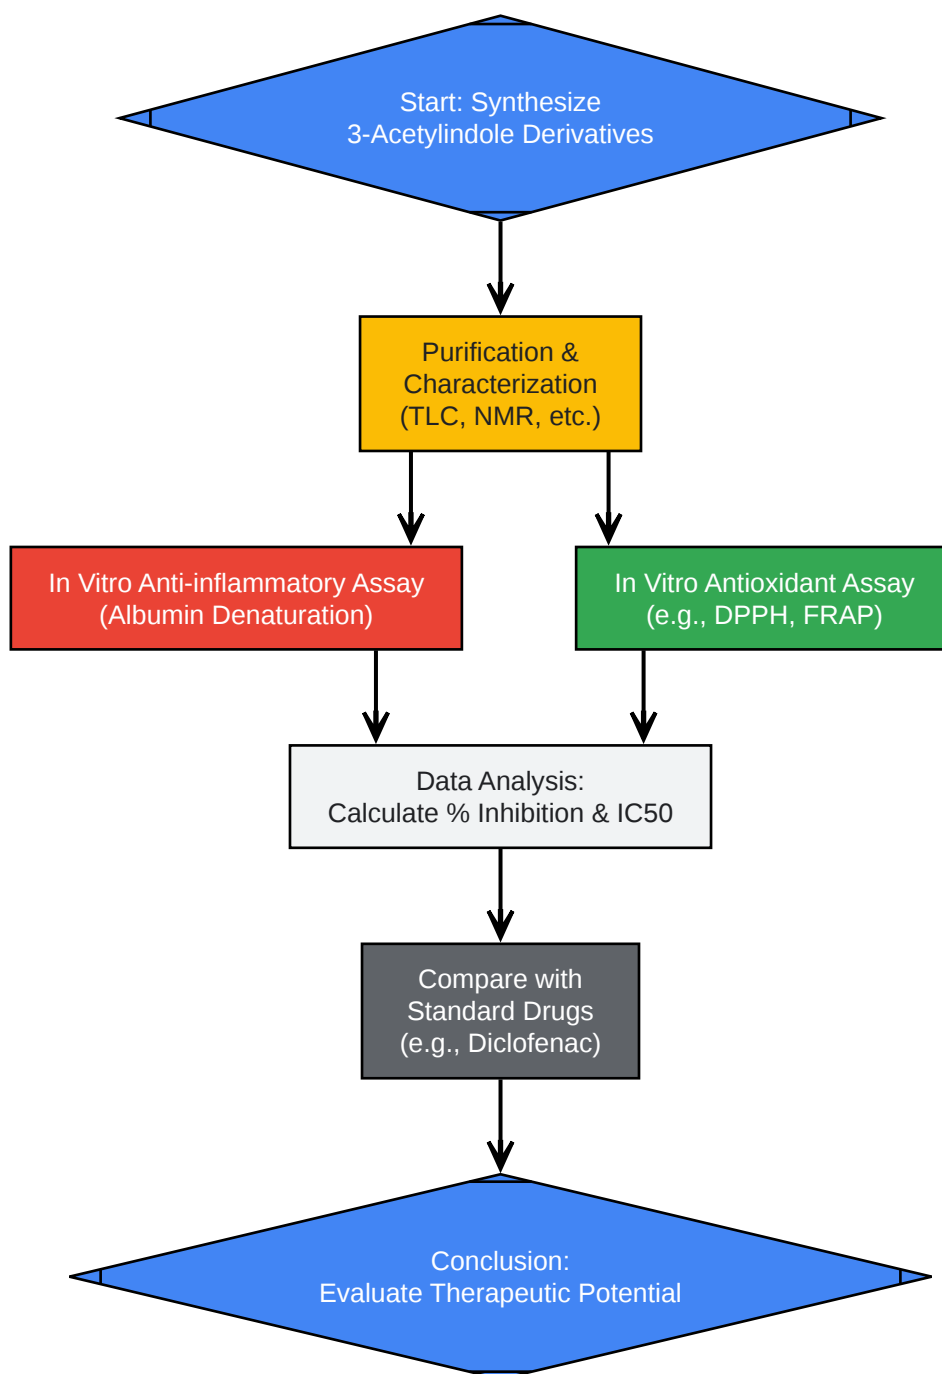 Start: Synthesize
3-Acetylindole Derivatives
Purification &
Characterization
(TLC, NMR, etc.)
In Vitro Anti-inflammatory Assay
(Albumin Denaturation)
In Vitro Antioxidant Assay
(e.g., DPPH, FRAP)
Data Analysis:
Calculate % Inhibition & IC50
Compare with
Standard Drugs
(e.g., Diclofenac)
Conclusion:
Evaluate Therapeutic Potential